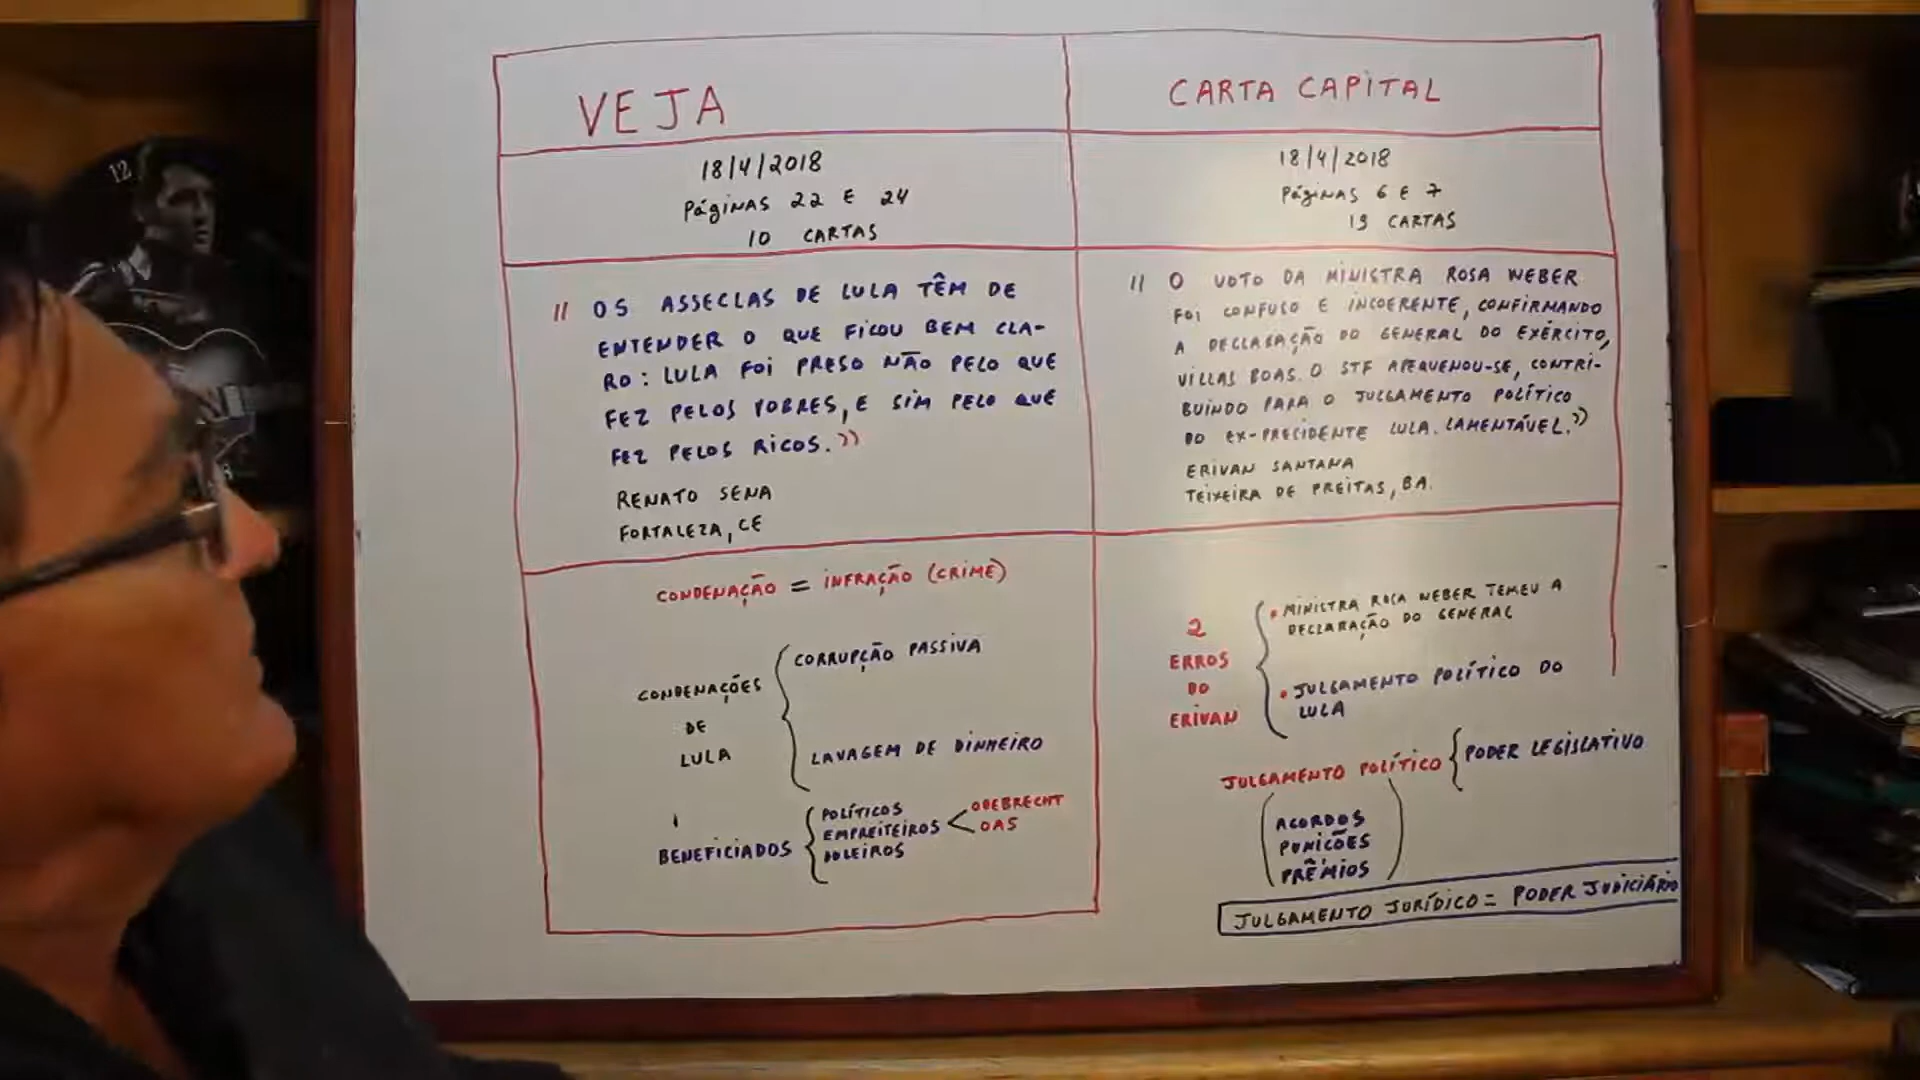 VEJA
18/4/2018
Páginas 22 E 24
10 CARTAS
" OS ASSECLAS DE LULA TÊM DE
ENTENDER O QUE FICOU BEM CLA-
RO: LULA FOI PRESO NÃO PELO QUE
FEZ PELOS POBRES, E SIM PELO QUE
FEZ PELOS RICOS."
RENATO SENA
FORTALEZA, CE
CONDENAÇÃO = INFRAÇÃO (CRIME)
CONDENAÇÕES
DE
LULA
CORRUPÇÃO PASSIVA
LAVAGEM DE DINHEIRO
BENEFICIADOS
POLÍTICOS
EMPREITEIROS
DOLEIROS
ODEBRECHT
OAS
CARTA CAPITAL
18/4/2018
Páginas 6 E 7
13 CARTAS
" O VOTO DA MINISTRA ROSA WEBER
FOI CONFUSO E INCOERENTE, CONFIRMANDO
A DECLARAÇÃO DO GENERAL DO EXÉRCITO,
VILLAS BOAS. O STF APEQUENOU-SE, CONTRI-
BUINDO PARA O JULGAMENTO POLÍTICO
DO EX-PRECIDENTE LULA. LAMENTÁVEL."
ERIVAN SANTANA
TEIXEIRA DE FREITAS, BA.
2
ERROS
DO
ERIVAN
• MINISTRA ROSA WEBER TEMEU A
DECLARAÇÃO DO GENERAL
• JULGAMENTO POLÍTICO DO
LULA
JULGAMENTO POLÍTICO { PODER LEGISLATIVO
ACORDOS
PUNIÇÕES
PRÊMIOS
JULGAMENTO JURÍDICO = PODER JUDICIÁRIO
12